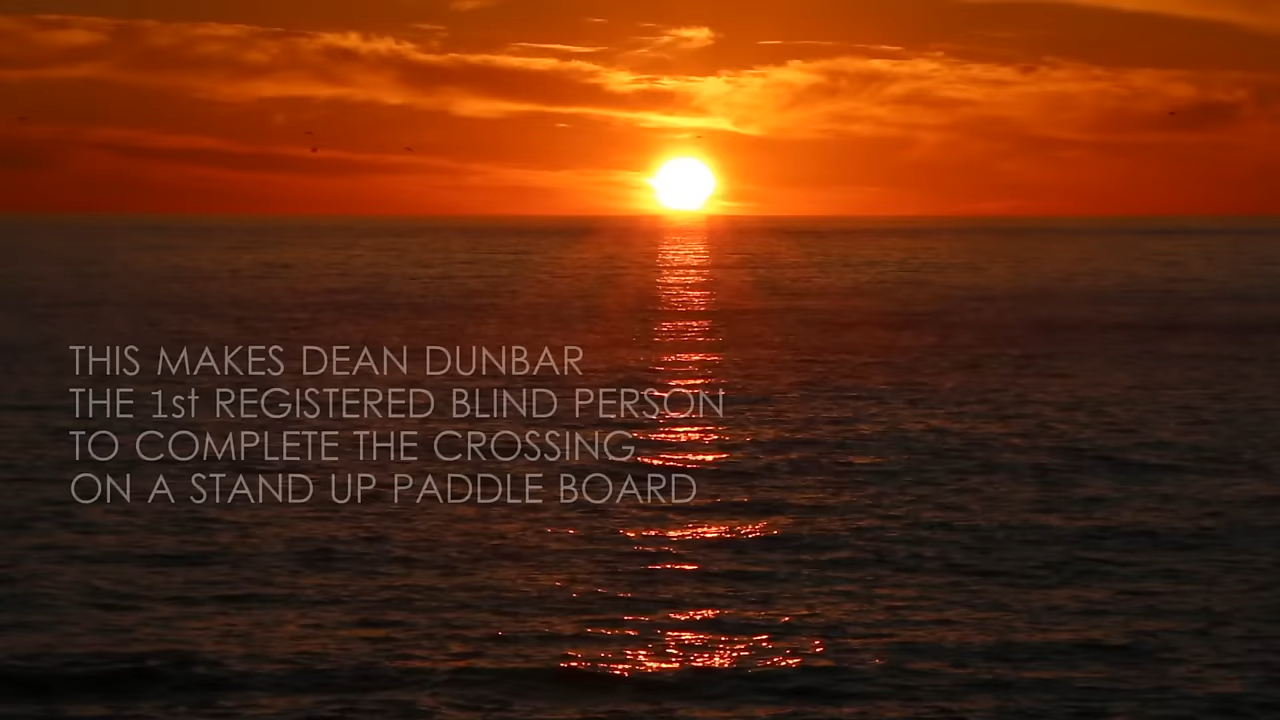 THIS MAKES DEAN DUNBAR
THE 1st REGISTERED BLIND PERSON
TO COMPLETE THE CROSSING
ON A STAND UP PADDLE BOARD